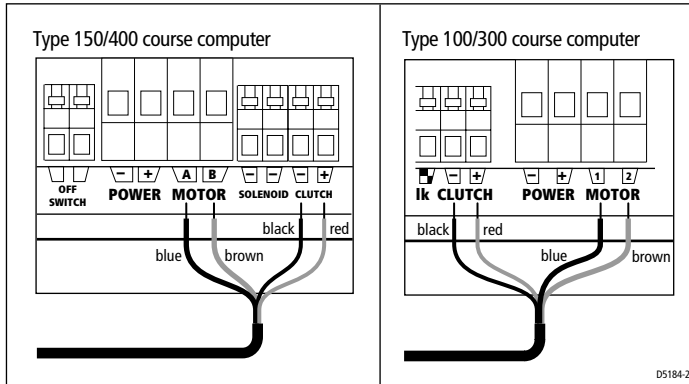 Type 150/400 course computer
− + A B − − − +
OFF SWITCH POWER MOTOR SOLENOID CLUTCH
black red
blue brown
Type 100/300 course computer
− + − + 1 2
lk CLUTCH POWER MOTOR
black red
blue brown
D5184-2